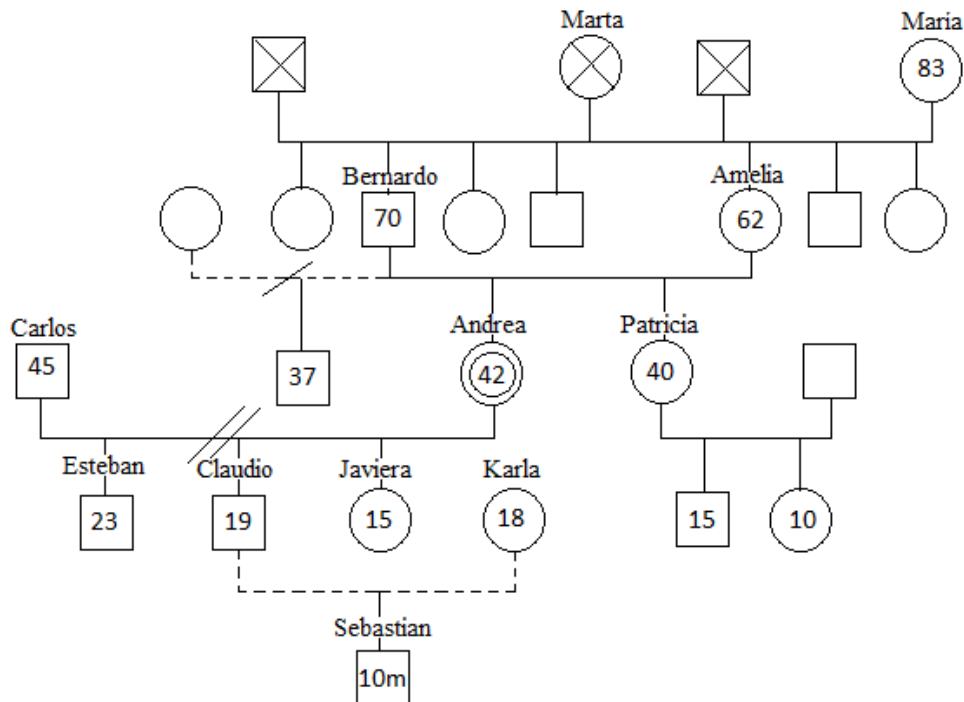 Marta
Maria
83
Bernardo
Amelia
70
62
Carlos
Andrea
Patricia
45
37
42
40
Esteban
Claudio
Javiera
Karla
23
19
15
18
15
10
Sebastian
10m